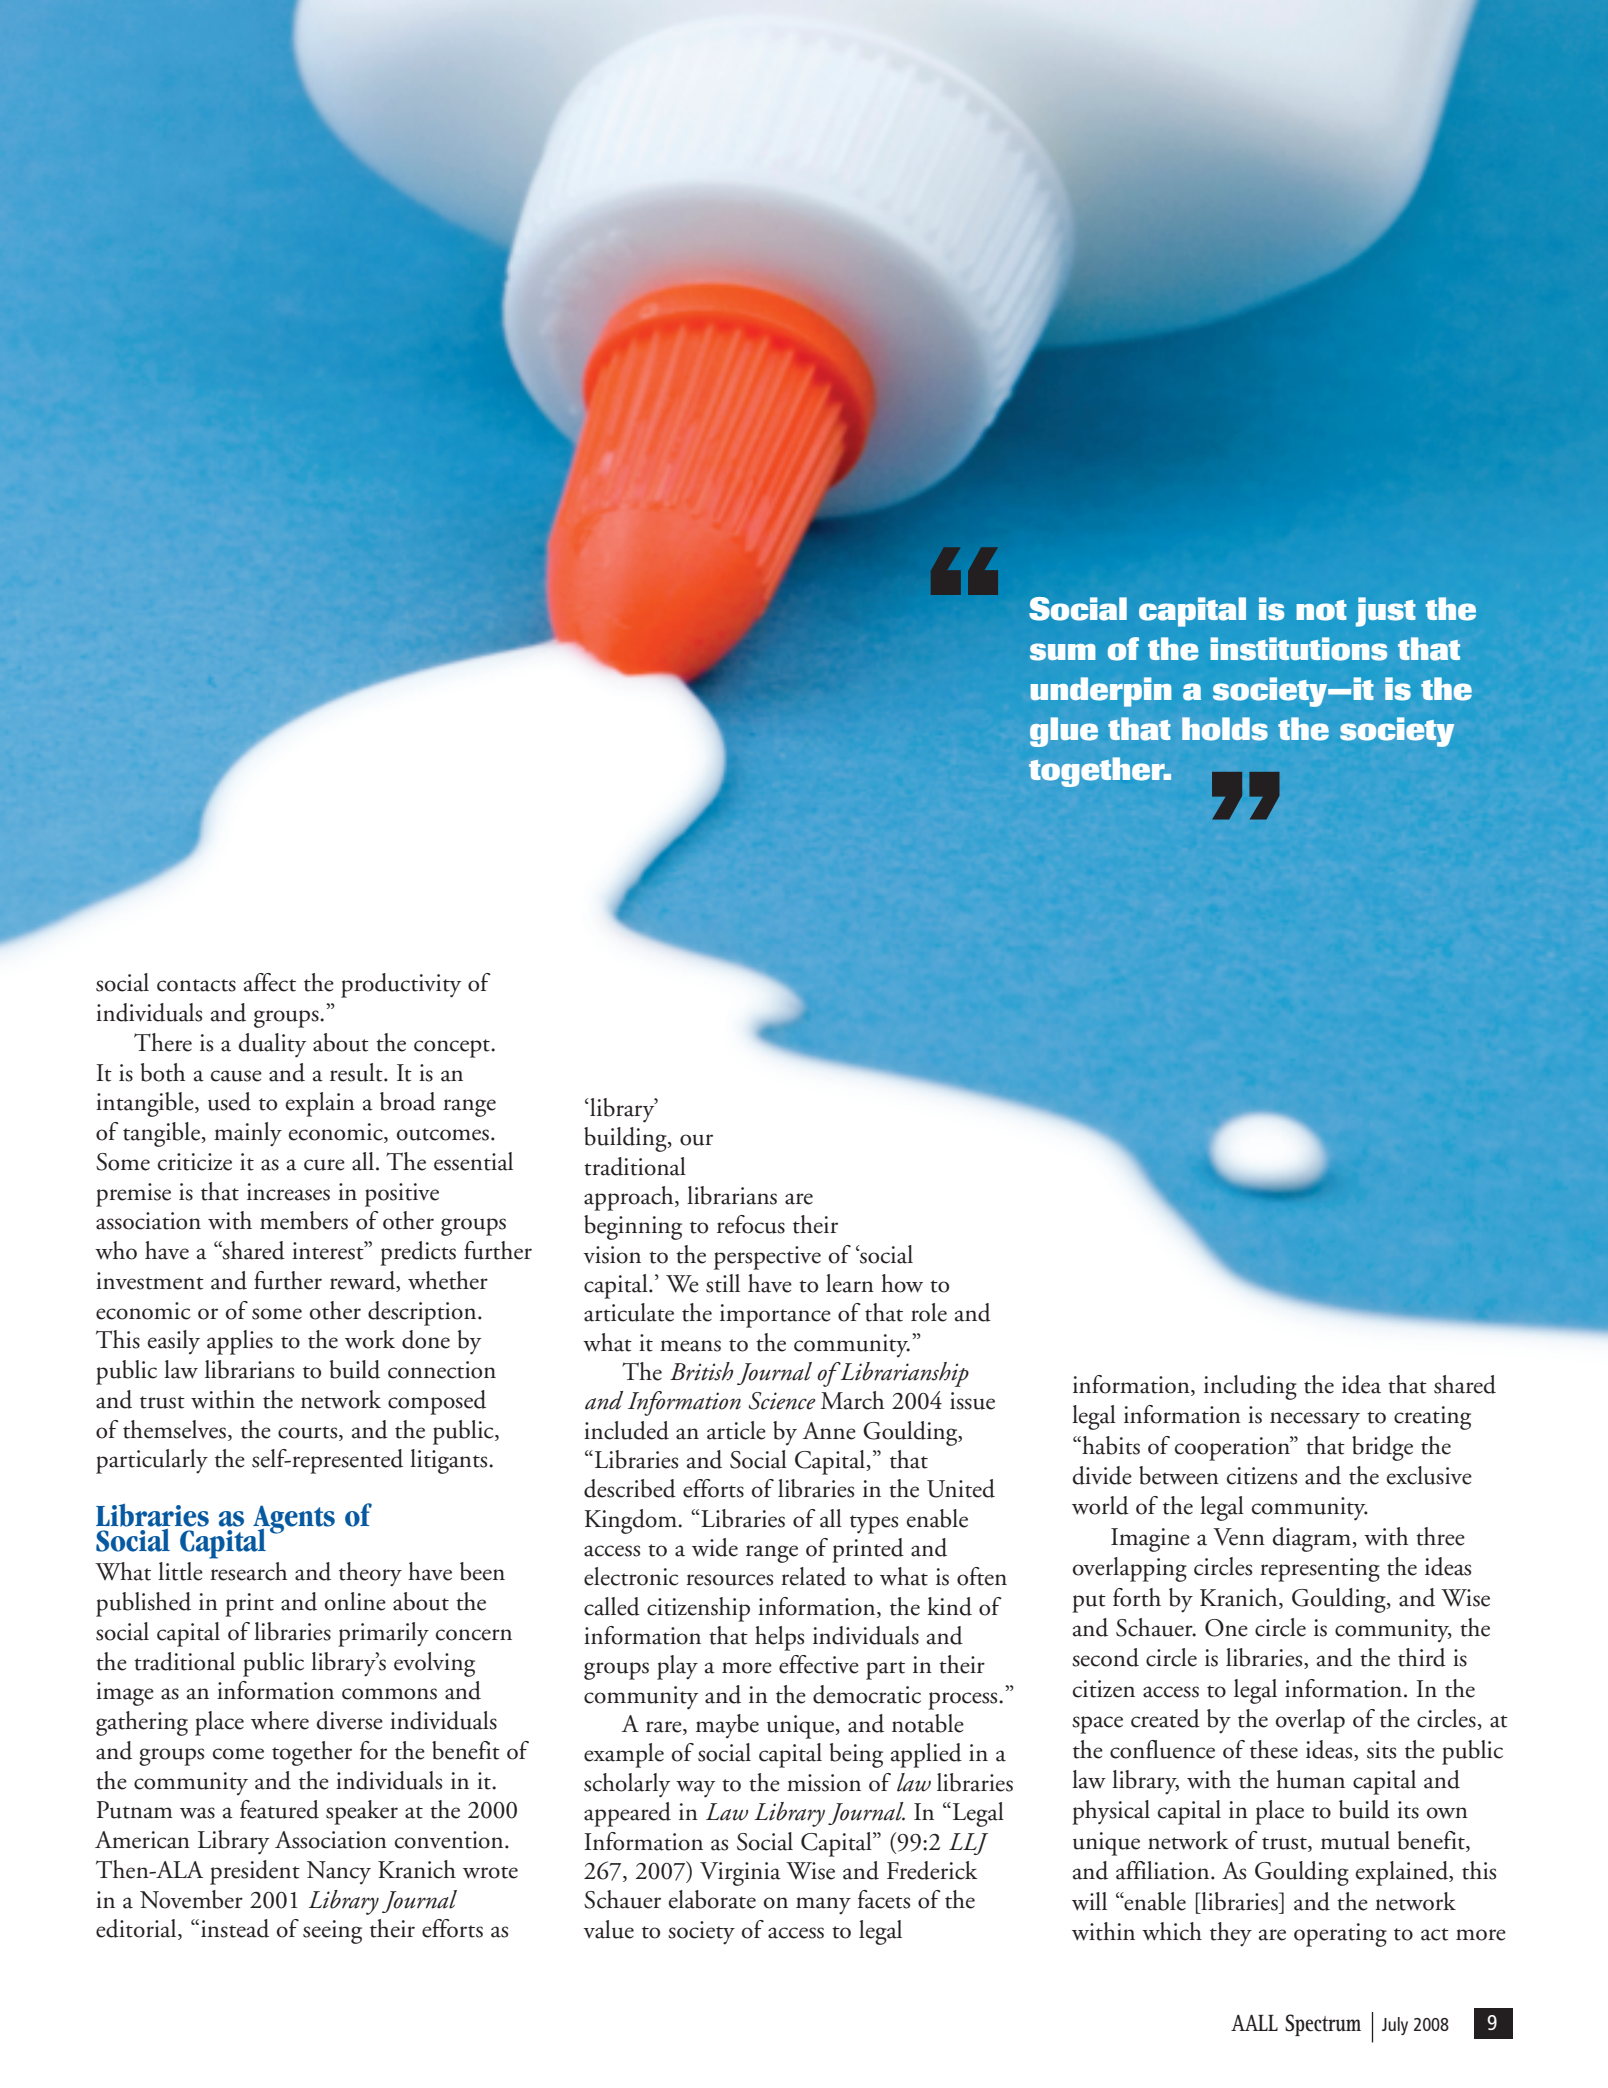 “
Social capital is not just the
sum of the institutions that
underpin a society—it is the
glue that holds the society
together.
”
social contacts affect the productivity of
individuals and groups.”
There is a duality about the concept.
It is both a cause and a result. It is an
intangible, used to explain a broad range
of tangible, mainly economic, outcomes.
Some criticize it as a cure all. The essential
premise is that increases in positive
association with members of other groups
who have a “shared interest” predicts further
investment and further reward, whether
economic or of some other description.
This easily applies to the work done by
public law librarians to build connection
and trust within the network composed
of themselves, the courts, and the public,
particularly the self-represented litigants.
Libraries as Agents of
Social Capital
What little research and theory have been
published in print and online about the
social capital of libraries primarily concern
the traditional public library’s evolving
image as an information commons and
gathering place where diverse individuals
and groups come together for the benefit of
the community and the individuals in it.
Putnam was a featured speaker at the 2000
American Library Association convention.
Then-ALA president Nancy Kranich wrote
in a November 2001 Library Journal
editorial, “instead of seeing their efforts as
‘library’
building, our
traditional
approach, librarians are
beginning to refocus their
vision to the perspective of ‘social
capital.’ We still have to learn how to
articulate the importance of that role and
what it means to the community.”
The British Journal of Librarianship
and Information Science March 2004 issue
included an article by Anne Goulding,
“Libraries and Social Capital,” that
described efforts of libraries in the United
Kingdom. “Libraries of all types enable
access to a wide range of printed and
electronic resources related to what is often
called citizenship information, the kind of
information that helps individuals and
groups play a more effective part in their
community and in the democratic process.”
A rare, maybe unique, and notable
example of social capital being applied in a
scholarly way to the mission of law libraries
appeared in Law Library Journal. In “Legal
Information as Social Capital” (99:2 LLJ
267, 2007) Virginia Wise and Frederick
Schauer elaborate on many facets of the
value to society of access to legal
information, including the idea that shared
legal information is necessary to creating
“habits of cooperation” that bridge the
divide between citizens and the exclusive
world of the legal community.
Imagine a Venn diagram, with three
overlapping circles representing the ideas
put forth by Kranich, Goulding, and Wise
and Schauer. One circle is community, the
second circle is libraries, and the third is
citizen access to legal information. In the
space created by the overlap of the circles, at
the confluence of these ideas, sits the public
law library, with the human capital and
physical capital in place to build its own
unique network of trust, mutual benefit,
and affiliation. As Goulding explained, this
will “enable [libraries] and the network
within which they are operating to act more
AALL Spectrum | July 2008 9